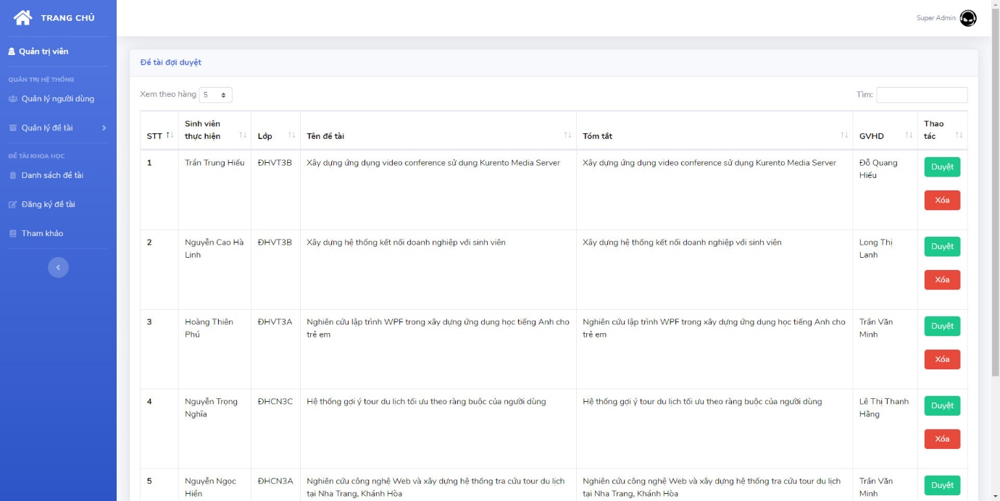 TRANG CHỦ
Quản trị viên
QUẢN TRỊ HỆ THỐNG
Quản lý người dùng
Quản lý đề tài
ĐỀ TÀI KHOA HỌC
Danh sách đề tài
Đăng ký đề tài
Tham khảo
Super Admin
Đề tài đợi duyệt
Xem theo hàng 5
Tìm:
STT
Sinh viên
thực hiện
Lớp
Tên đề tài
Tóm tắt
GVHD
Thao
tác
1
Trần Trung Hiếu
ĐHVT3B
Xây dựng ứng dụng video conference sử dụng Kurento Media Server
Xây dựng ứng dụng video conference sử dụng Kurento Media Server
Đỗ Quang
Hiếu
Duyệt
Xóa
2
Nguyễn Cao Hà
Linh
ĐHVT3B
Xây dựng hệ thống kết nối doanh nghiệp với sinh viên
Xây dựng hệ thống kết nối doanh nghiệp với sinh viên
Long Thị
Lanh
Duyệt
Xóa
3
Hoàng Thiên
Phú
ĐHVT3A
Nghiên cứu lập trình WPF trong xây dựng ứng dụng học tiếng Anh cho
trẻ em
Nghiên cứu lập trình WPF trong xây dựng ứng dụng học tiếng Anh cho
trẻ em
Trần Văn
Minh
Duyệt
Xóa
4
Nguyễn Trọng
Nghĩa
ĐHCN3C
Hệ thống gợi ý tour du lịch tối ưu theo ràng buộc của người dùng
Hệ thống gợi ý tour du lịch tối ưu theo ràng buộc của người dùng
Lê Thị Thanh
Hằng
Duyệt
Xóa
5
Nguyễn Ngọc
Hiển
ĐHCN3A
Nghiên cứu công nghệ Web và xây dựng hệ thống tra cứu tour du lịch
tại Nha Trang, Khánh Hòa
Nghiên cứu công nghệ Web và xây dựng hệ thống tra cứu tour du lịch
tại Nha Trang, Khánh Hòa
Trần Văn
Minh
Duyệt